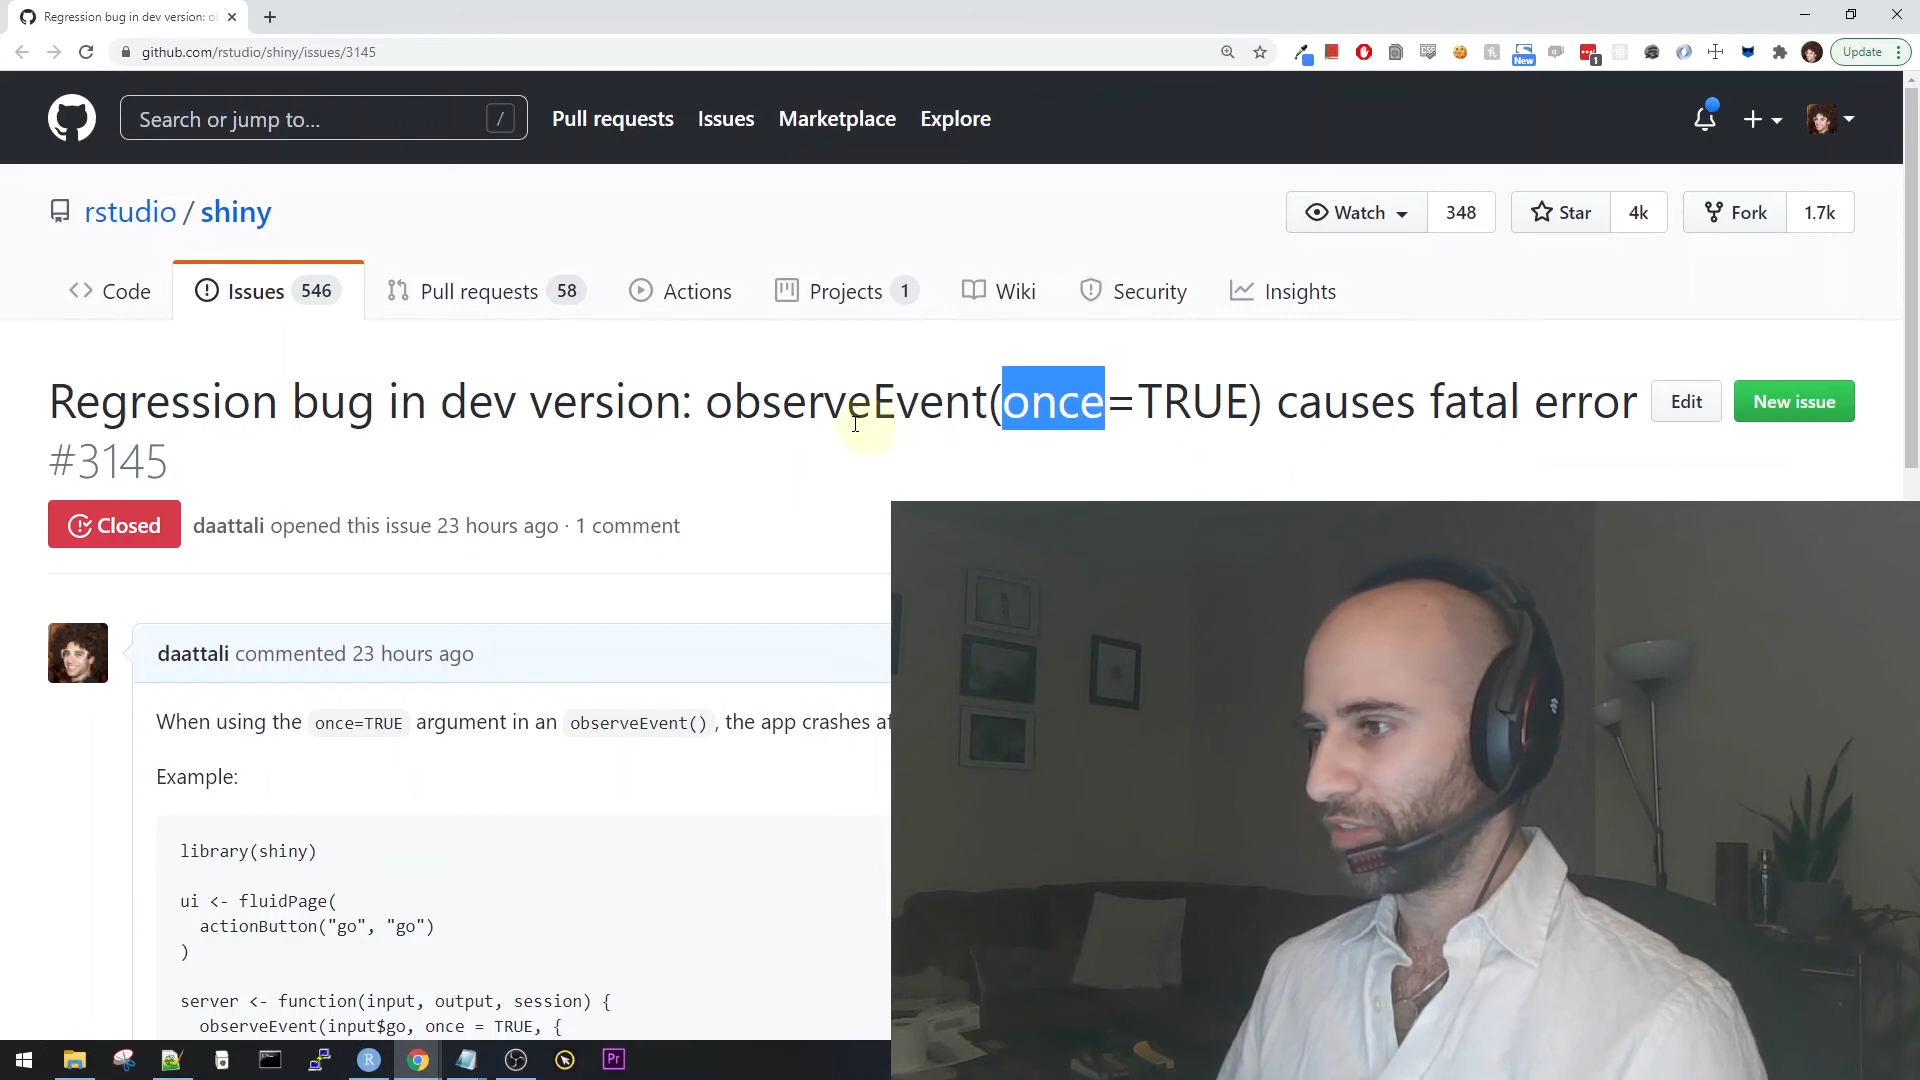 Regression bug in dev version: o
github.com/rstudio/shiny/issues/3145
New
1
Update
Search or jump to...
/
Pull requests
Issues
Marketplace
Explore
rstudio / shiny
Watch
348
Star
4k
Fork
1.7k
Code
Issues 546
Pull requests 58
Actions
Projects 1
Wiki
Security
Insights
Regression bug in dev version: observeEvent(once=TRUE) causes fatal error
#3145
Edit
New issue
Closed
daattali opened this issue 23 hours ago · 1 comment
daattali commented 23 hours ago
When using the once=TRUE argument in an observeEvent() , the app crashes
Example:
library(shiny)
ui <- fluidPage(
actionButton("go", "go")
)
server <- function(input, output, session) {
observeEvent(input$go, once = TRUE, {
R
Pr